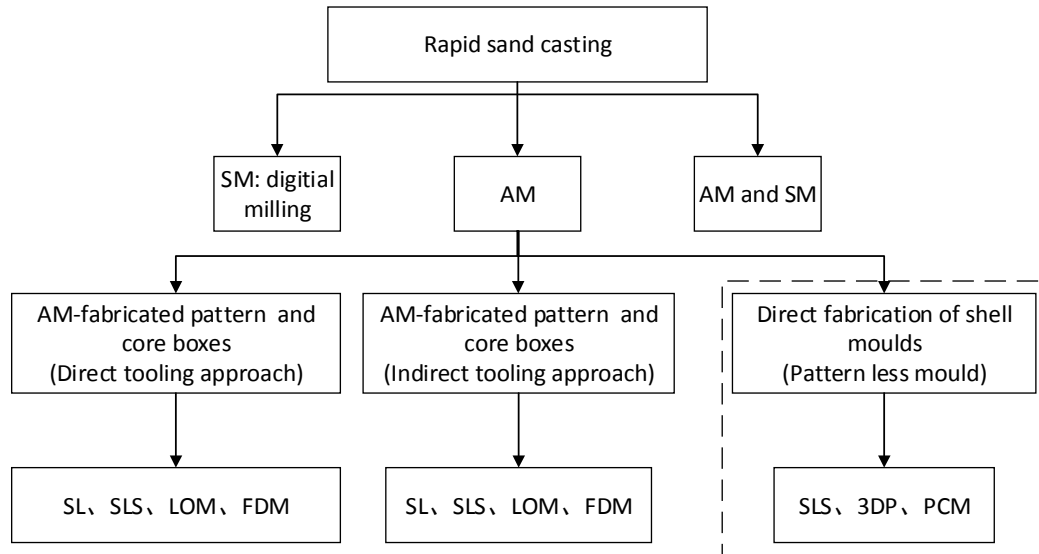 Rapid sand casting
SM: digitial
milling
AM
AM and SM
AM-fabricated pattern and
core boxes
(Direct tooling approach)
AM-fabricated pattern and
core boxes
(Indirect tooling approach)
Direct fabrication of shell
moulds
(Pattern less mould)
SL、SLS、LOM、FDM
SL、SLS、LOM、FDM
SLS、3DP、PCM